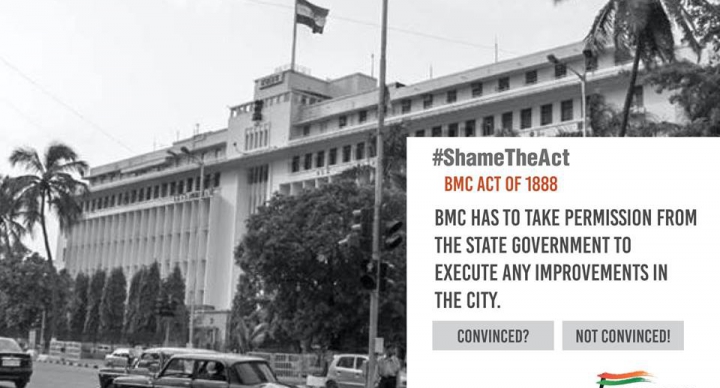 #ShameTheAct
BMC ACT OF 1888
BMC HAS TO TAKE PERMISSION FROM
THE STATE GOVERNMENT TO
EXECUTE ANY IMPROVEMENTS IN
THE CITY.
CONVINCED?
NOT CONVINCED!